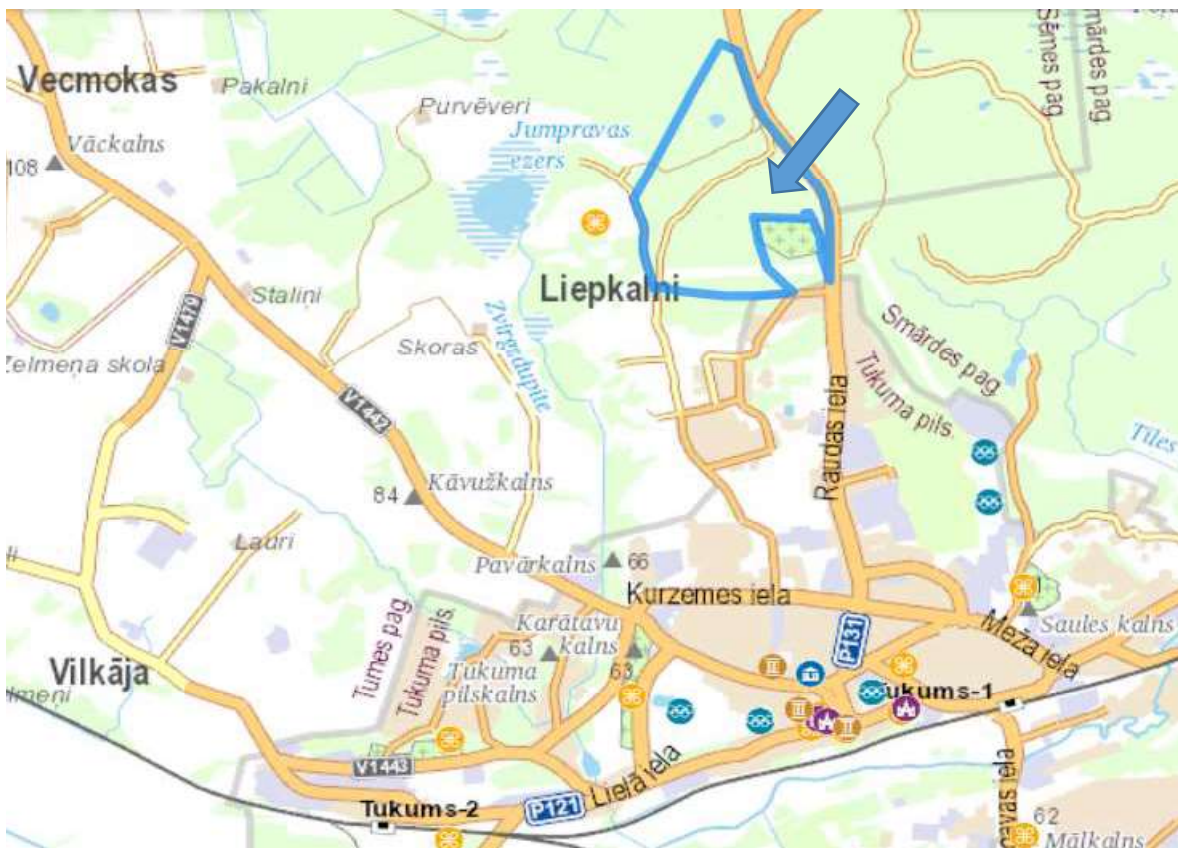 Vecmokas
Pakalni
Purvēveri
Sēmes pag.
Smārdes pag.
Vāckalns
108
Jumpravas
ezers
Liepkalni
Staliņi
V1470
Skoras
Zvirgzdupīte
Zelmeņa skola
V1442
Smārdes pag.
Tukuma pils.
Raudas iela
Tīles
84
Kāvužkalns
Lauri
Pavārkalns
66
Kurzemes iela
Meža iela
Saules kalns
P131
Karātavu
kalns
63
63
Tukuma
pilskalns
Tumes pag.
Tukuma pils.
Vilkāja
Tukums-1
V1443
Lielā iela
P121
Tukums-2
62
Mālkalns